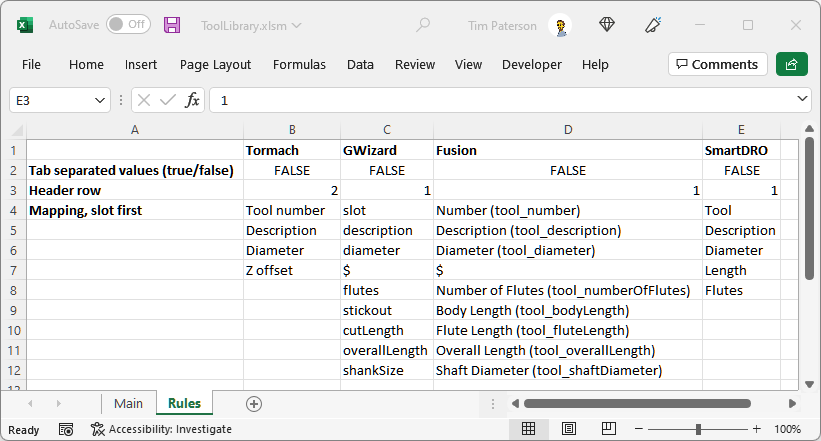 AutoSave Off ToolLibrary.xlsm Tim Paterson
File Home Insert Page Layout Formulas Data Review View Developer Help Comments
E3 fx 1
A B C D E
1 Tormach GWizard Fusion SmartDRO
2 Tab separated values (true/false) FALSE FALSE FALSE FALSE
3 Header row 2 1 1 1
4 Mapping, slot first Tool number slot Number (tool_number) Tool
5 Description description Description (tool_description) Description
6 Diameter diameter Diameter (tool_diameter) Diameter
7 Z offset $ $ Length
8 flutes Number of Flutes (tool_numberOfFlutes) Flutes
9 stickout Body Length (tool_bodyLength)
10 cutLength Flute Length (tool_fluteLength)
11 overallLength Overall Length (tool_overallLength)
12 shankSize Shaft Diameter (tool_shaftDiameter)
13
Main Rules
Ready Accessibility: Investigate 100%